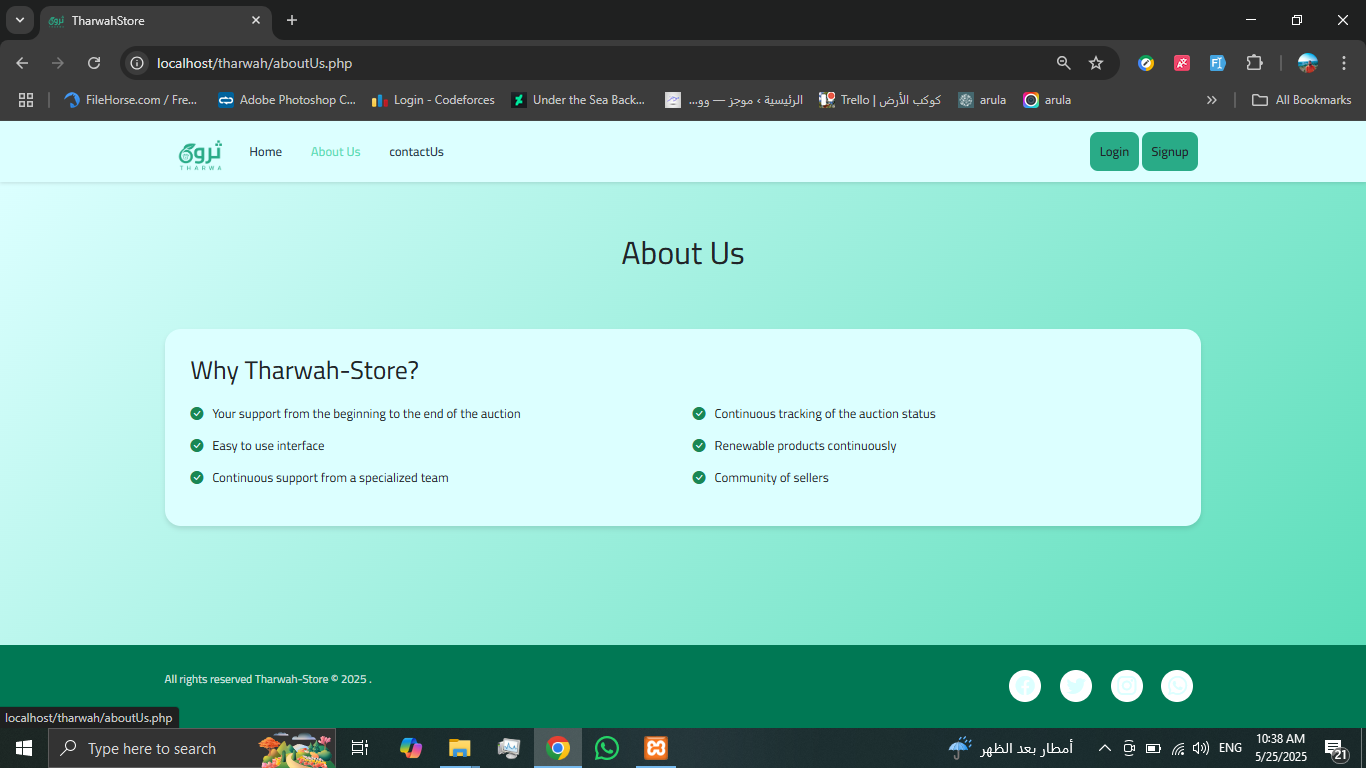 TharwahStore
localhost/tharwah/aboutUs.php
FileHorse.com / Fre...
Adobe Photoshop C...
Login - Codeforces
Under the Sea Back...
الرئيسية › موجز — وو...
Trello | كوكب الأرض
arula
arula
All Bookmarks
ثروة
THARWA
Home
About Us
contactUs
Login
Signup
About Us
Why Tharwah-Store?
Your support from the beginning to the end of the auction
Continuous tracking of the auction status
Easy to use interface
Renewable products continuously
Continuous support from a specialized team
Community of sellers
All rights reserved Tharwah-Store © 2025 .
localhost/tharwah/aboutUs.php
Type here to search
أمطار بعد الظهر
ENG
10:38 AM
5/25/2025
21